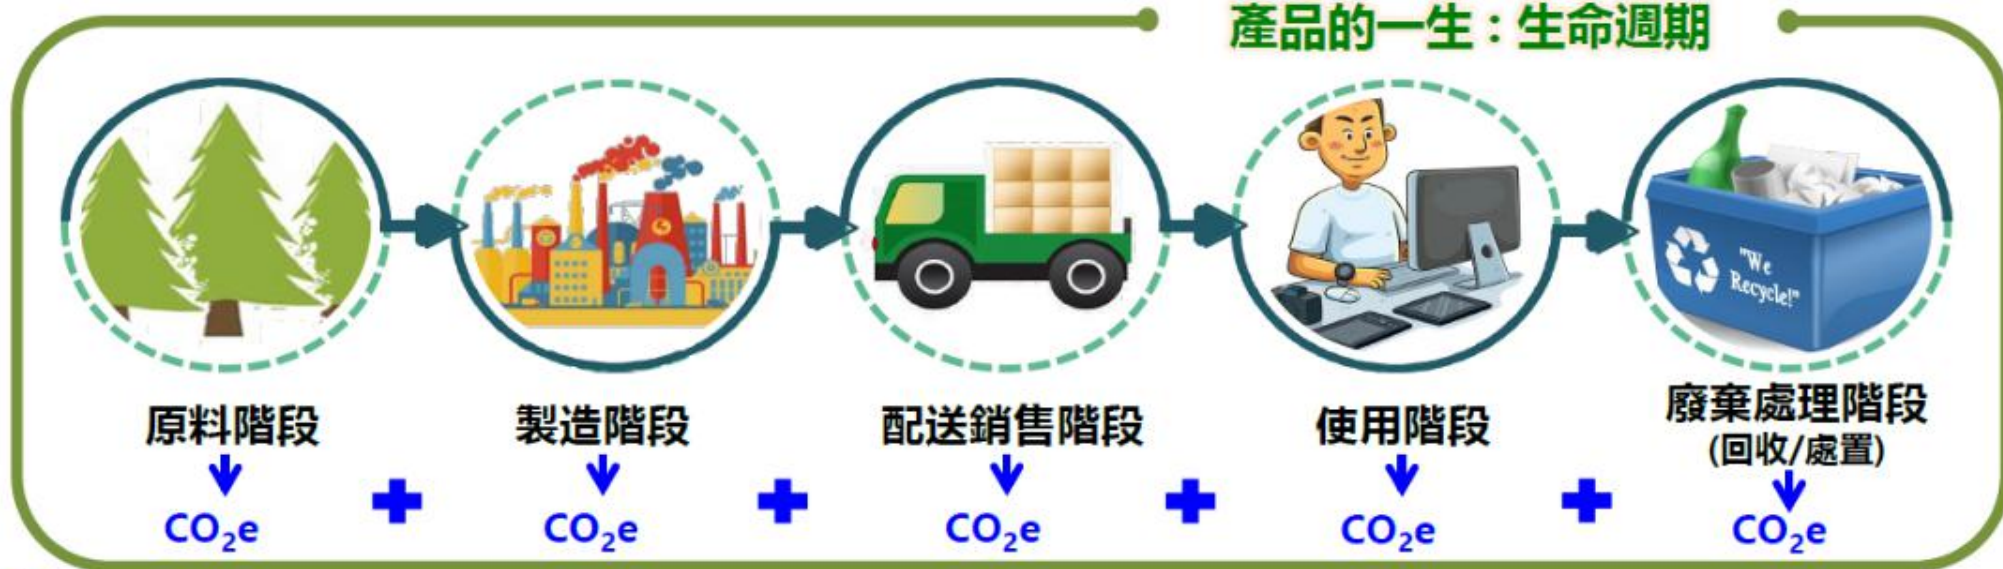 產品的一生:生命週期
"We
Recycle!"
原料階段
製造階段
配送銷售階段
使用階段
廢棄處理階段
(回收/處置)
CO₂e + CO₂e + CO₂e + CO₂e + CO₂e